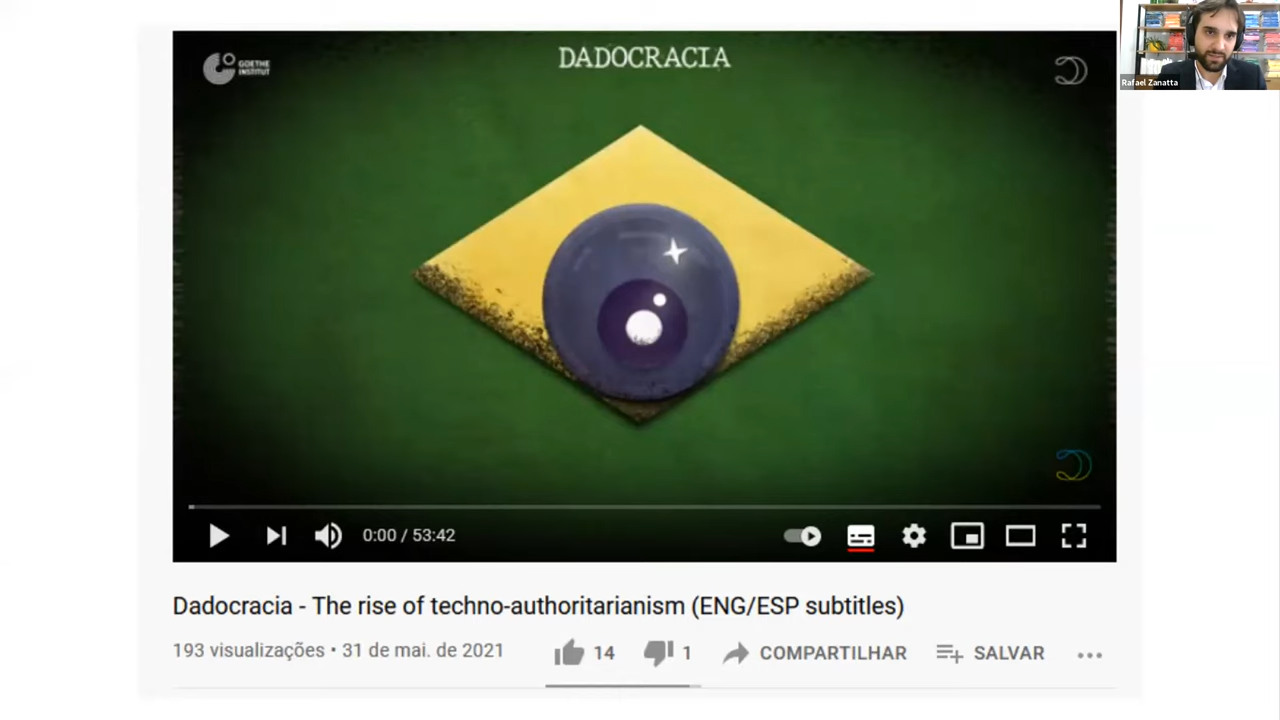 GOETHE
INSTITUT
DADOCRACIA
Rafael Zanatta
0:00 / 53:42
Dadocracia - The rise of techno-authoritarianism (ENG/ESP subtitles)
193 visualizações • 31 de mai. de 2021
14
1
COMPARTILHAR
SALVAR